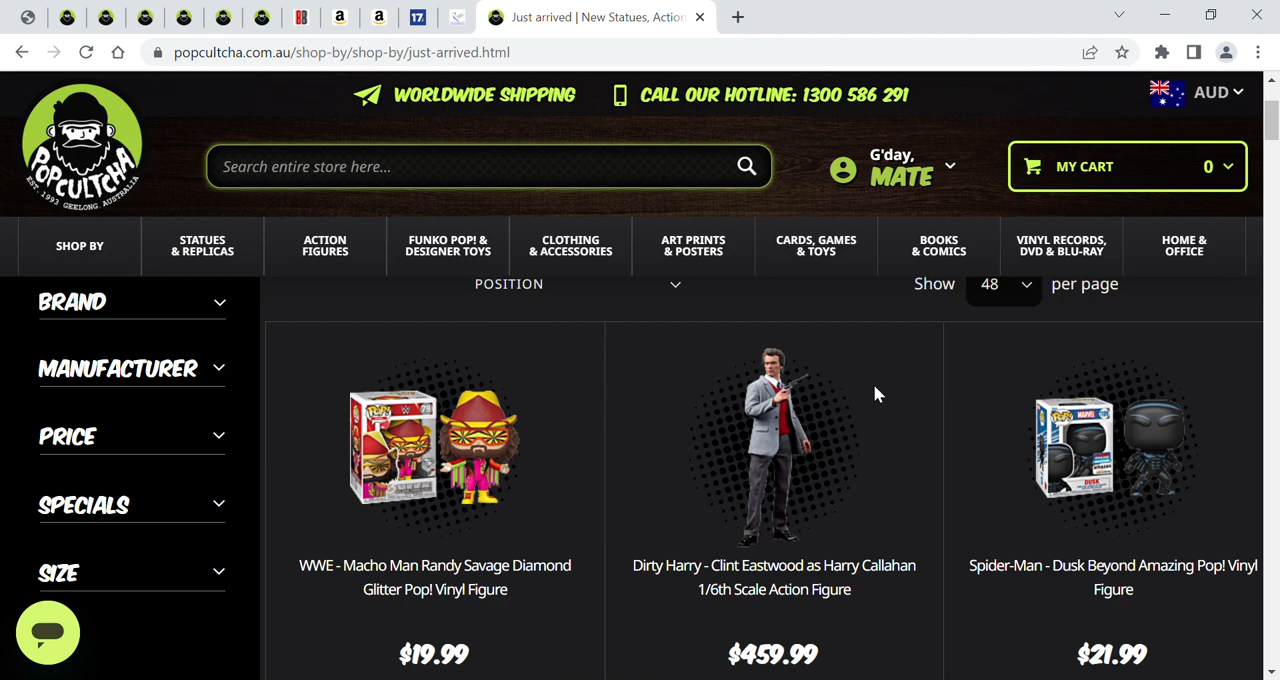 Just arrived | New Statues, Action
popcultcha.com.au/shop-by/shop-by/just-arrived.html
WORLDWIDE SHIPPING
CALL OUR HOTLINE: 1300 586 291
AUD
POPCULTCHA
EST. 1993 GEELONG, AUSTRALIA
Search entire store here...
G'day,
MATE
MY CART 0
SHOP BY
STATUES
& REPLICAS
ACTION
FIGURES
FUNKO POP! &
DESIGNER TOYS
CLOTHING
& ACCESSORIES
ART PRINTS
& POSTERS
CARDS, GAMES
& TOYS
BOOKS
& COMICS
VINYL RECORDS,
DVD & BLU-RAY
HOME &
OFFICE
POSITION
Show 48 per page
BRAND
MANUFACTURER
PRICE
SPECIALS
SIZE
WWE - Macho Man Randy Savage Diamond
Glitter Pop! Vinyl Figure
$19.99
Dirty Harry - Clint Eastwood as Harry Callahan
1/6th Scale Action Figure
$459.99
Spider-Man - Dusk Beyond Amazing Pop! Vinyl
Figure
$21.99